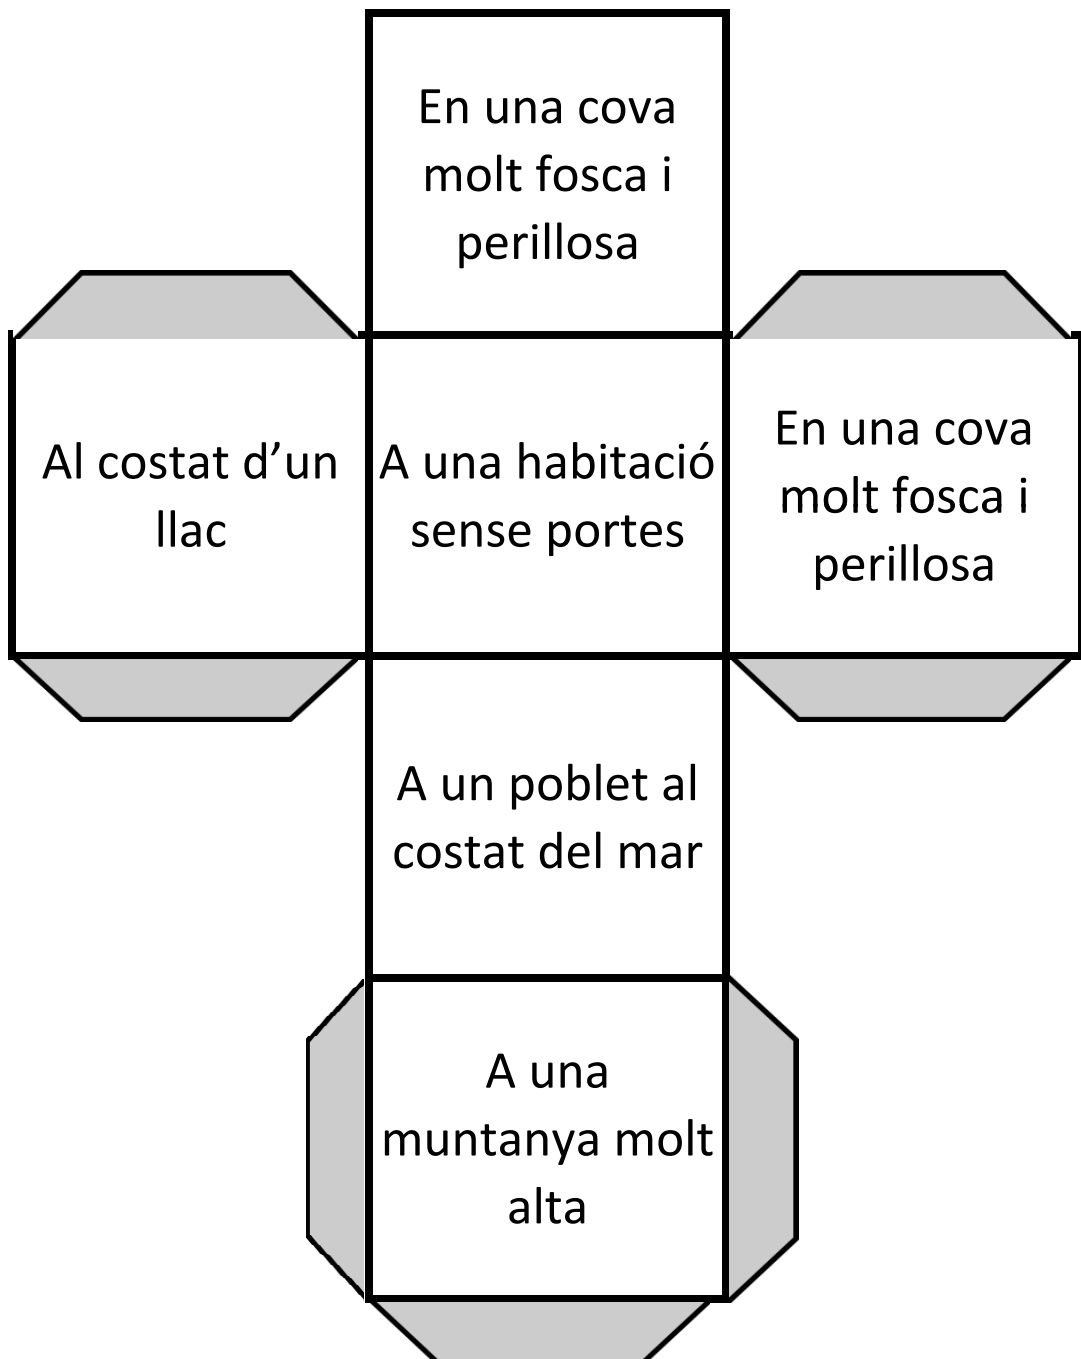 En una cova
molt fosca i
perillosa
Al costat d’un
llac
A una habitació
sense portes
En una cova
molt fosca i
perillosa
A un poblet al
costat del mar
A una
muntanya molt
alta